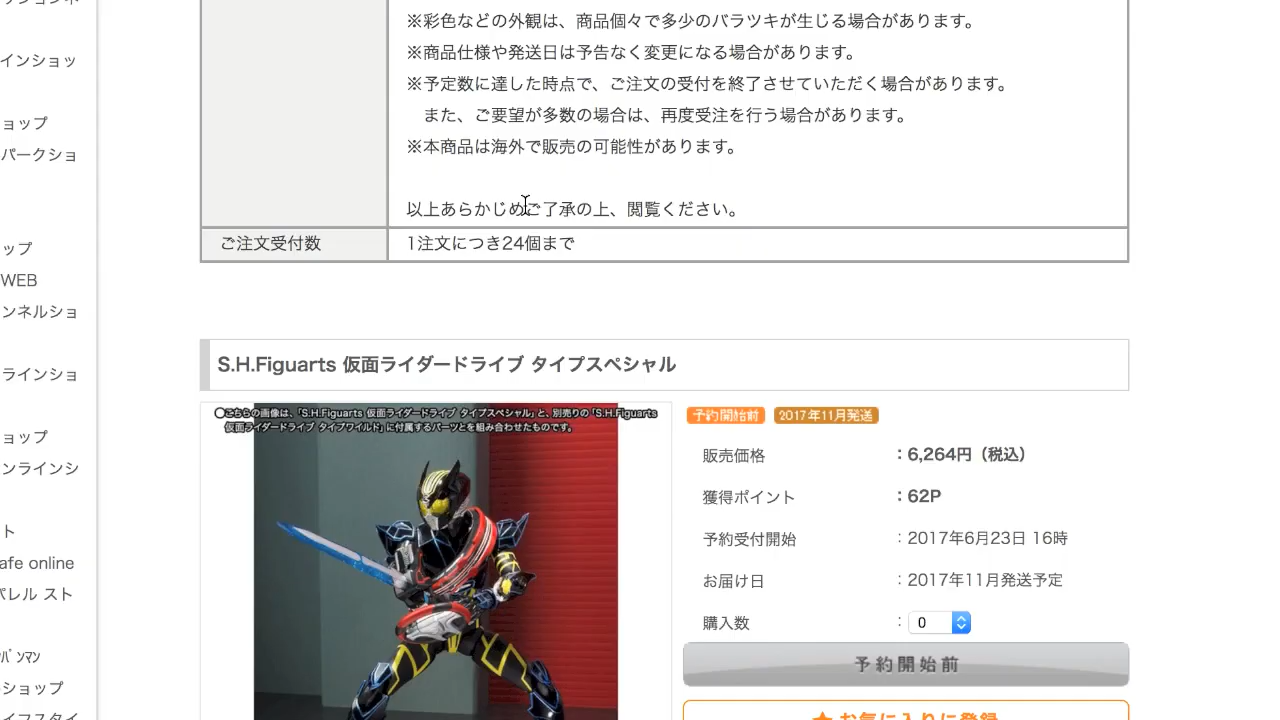 ョンネ
インショッ
ョップ
パークショ
ップ
WEB
ンネルショ
ラインショ
ョップ
ンラインシ
ト
afe online
パレル スト
パンマン
ショップ
イフスタイ
※彩色などの外観は、商品個々で多少のバラツキが生じる場合があります。
※商品仕様や発送日は予告なく変更になる場合があります。
※予定数に達した時点で、ご注文の受付を終了させていただく場合があります。
また、ご要望が多数の場合は、再度受注を行う場合があります。
※本商品は海外で販売の可能性があります。
以上あらかじめご了承の上、閲覧ください。
ご注文受付数 1注文につき24個まで
S.H.Figuarts 仮面ライダードライブ タイプスペシャル
●こちらの画像は、「S.H.Figuarts 仮面ライダードライブ タイプスペシャル」と、別売りの「S.H.Figuarts
仮面ライダードライブ タイプワイルド」に付属するパーツとを組み合わせたものです。
予約開始前 2017年11月発送
販売価格 : 6,264円（税込）
獲得ポイント : 62P
予約受付開始 : 2017年6月23日 16時
お届け日 : 2017年11月発送予定
購入数 : 0
予約開始前
★ お気に入りに登録